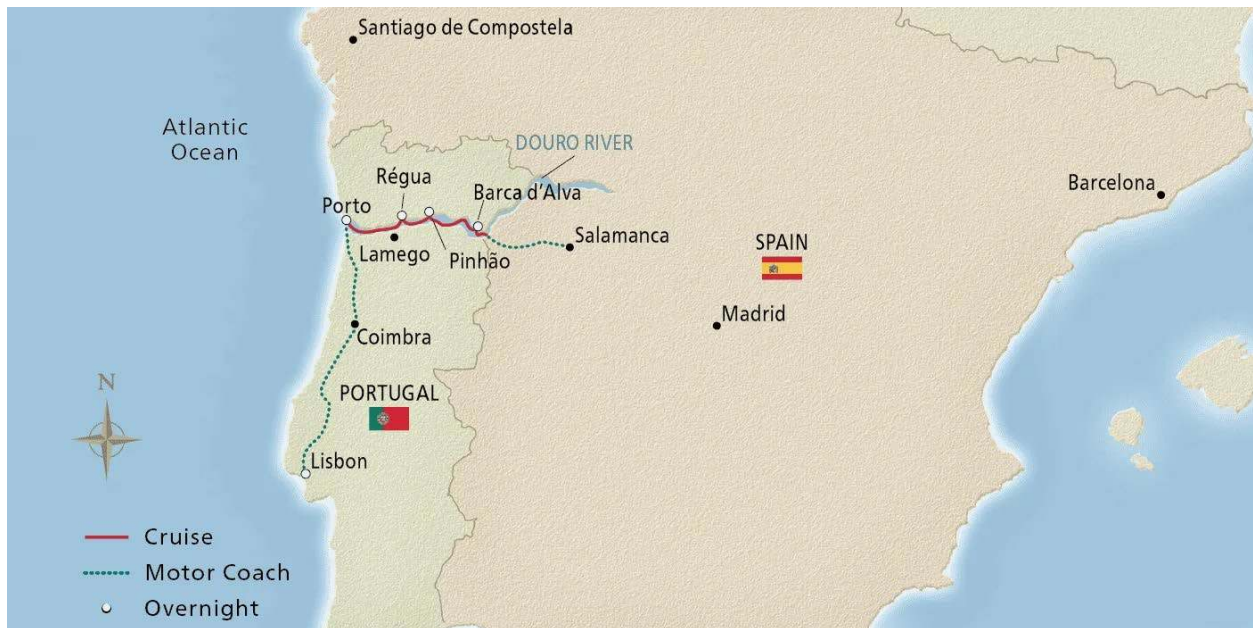 Santiago de Compostela
Atlantic
Ocean
DOURO RIVER
Régua
Barca d'Alva
Barcelona
Porto
Salamanca
Lamego
Pinhão
SPAIN
Madrid
Coimbra
N
PORTUGAL
Lisbon
Cruise
Motor Coach
Overnight